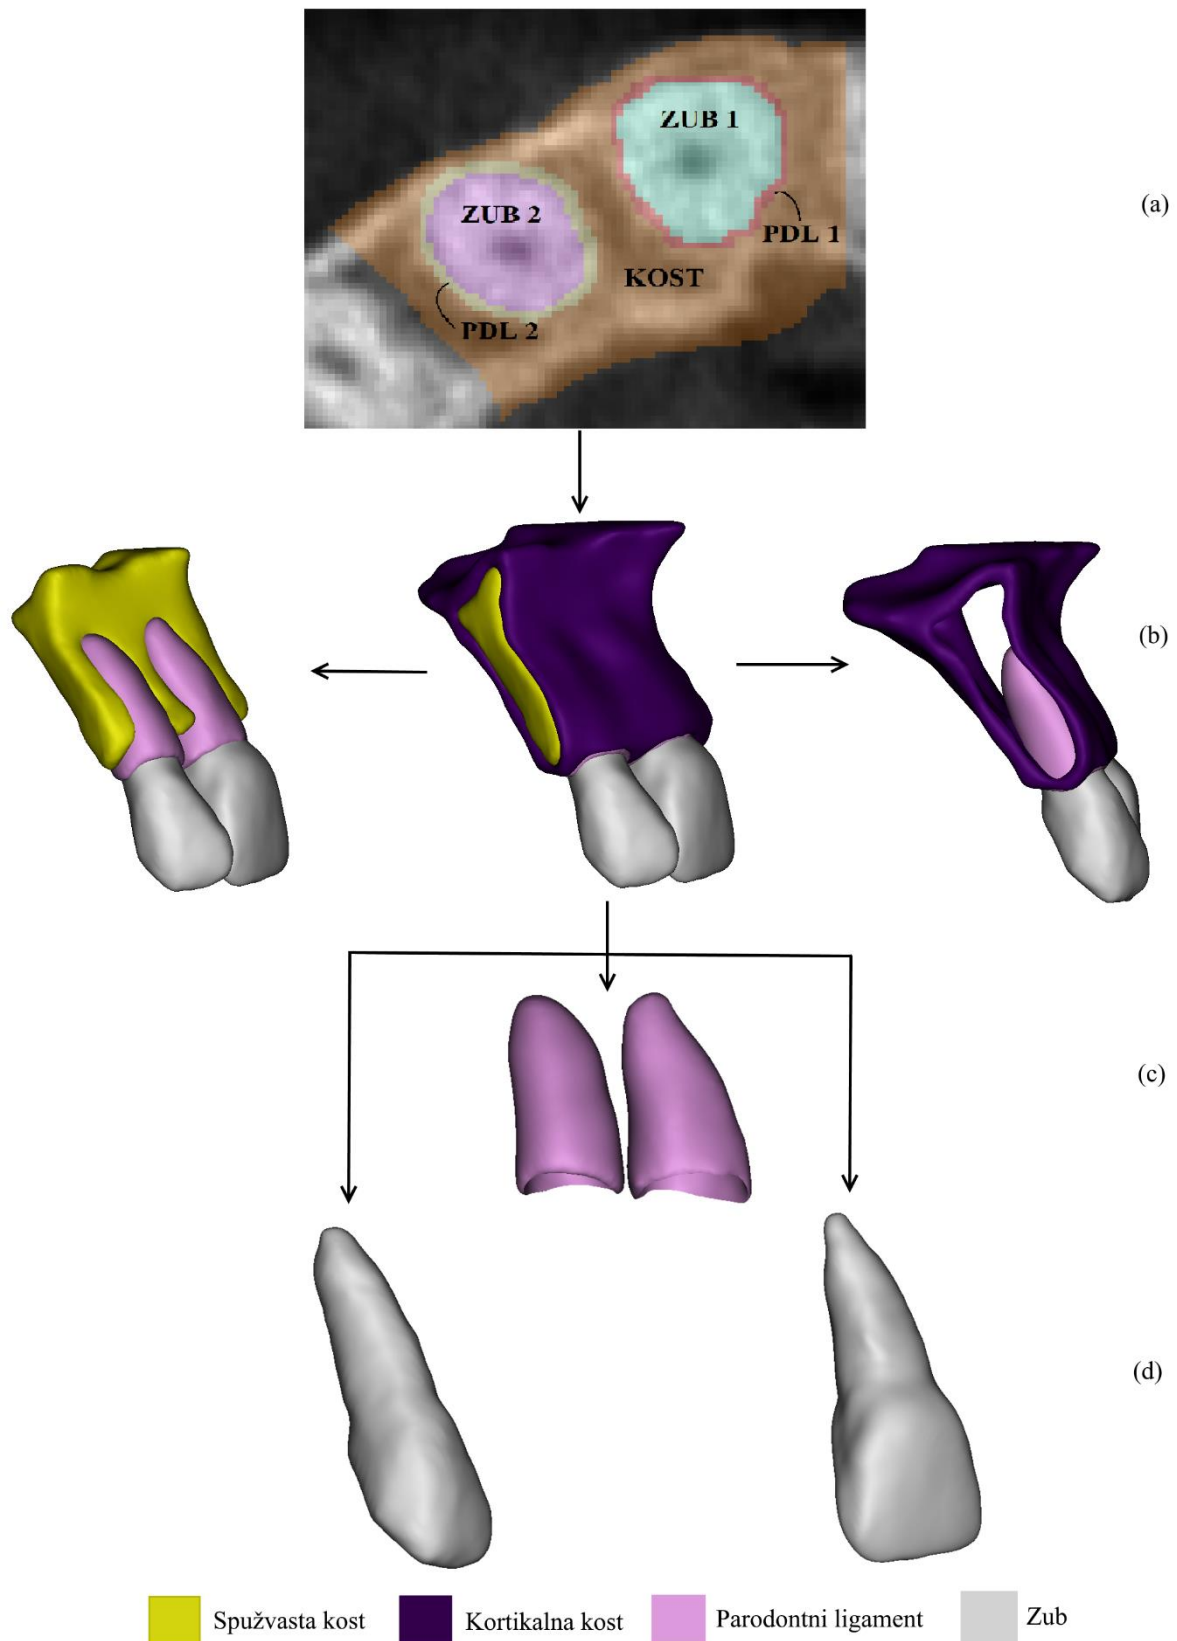 ZUB 1
(a)
ZUB 2
PDL 1
KOST
PDL 2
(b)
(c)
(d)
Spužvasta kost
Kortikalna kost
Parodontni ligament
Zub